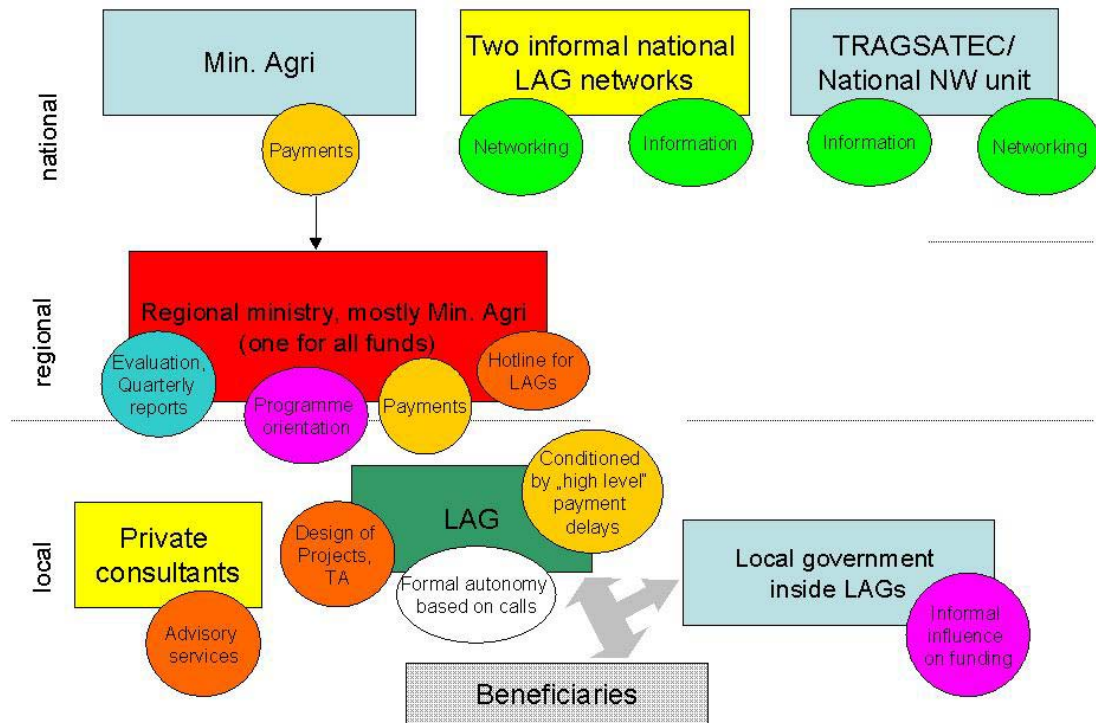 national
Min. Agri
Payments
Two informal national
LAG networks
Networking
Information
TRAGSATEC/
National NW unit
Information
Networking
regional
Regional ministry, mostly Min. Agri
(one for all funds)
Evaluation,
Quarterly
reports
Programme
orientation
Payments
Hotline for
LAGs
local
Private
consultants
Advisory
services
LAG
Design of
Projects,
TA
Formal autonomy
based on calls
Conditioned
by „high level“
payment
delays
Local government
inside LAGs
Informal
influence
on funding
Beneficiaries